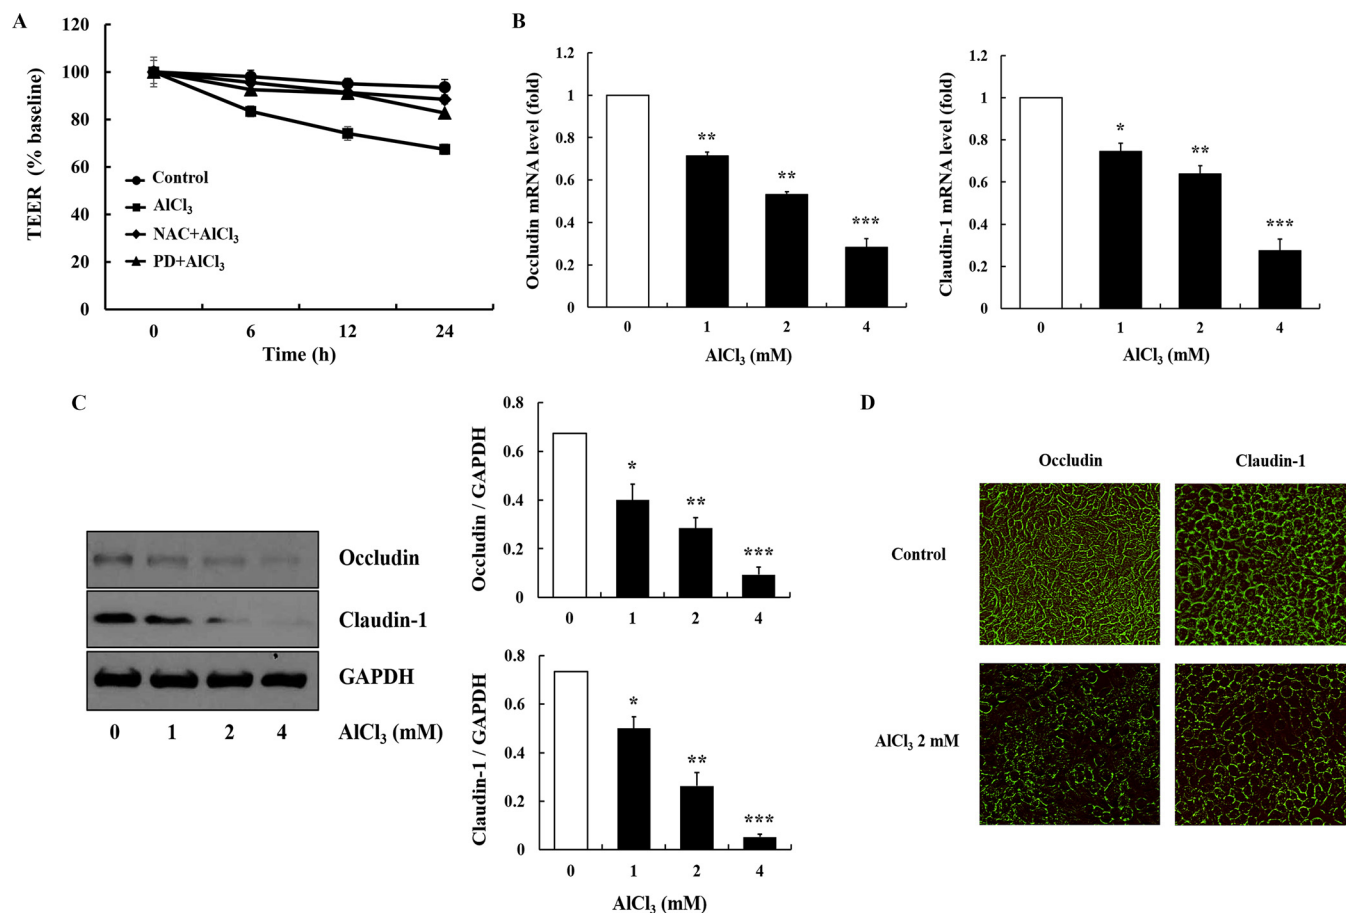 A
120
100
80
60
40
20
0
TEER (% baseline)
Control
AlCl₃
NAC+AlCl₃
PD+AlCl₃
0 6 12 24
Time (h)
B
1.2
1
0.8
0.6
0.4
0.2
0
Occludin mRNA level (fold)
**
**
***
0 1 2 4
AlCl₃ (mM)
1.2
1
0.8
0.6
0.4
0.2
0
Claudin-1 mRNA level (fold)
*
**
***
0 1 2 4
AlCl₃ (mM)
C
Occludin
Claudin-1
GAPDH
0 1 2 4 AlCl₃ (mM)
0.8
0.6
0.4
0.2
0
Occludin / GAPDH
*
**
***
0 1 2 4
0.8
0.6
0.4
0.2
0
Claudin-1 / GAPDH
*
**
***
0 1 2 4
AlCl₃ (mM)
D
Occludin Claudin-1
Control
AlCl₃ 2 mM